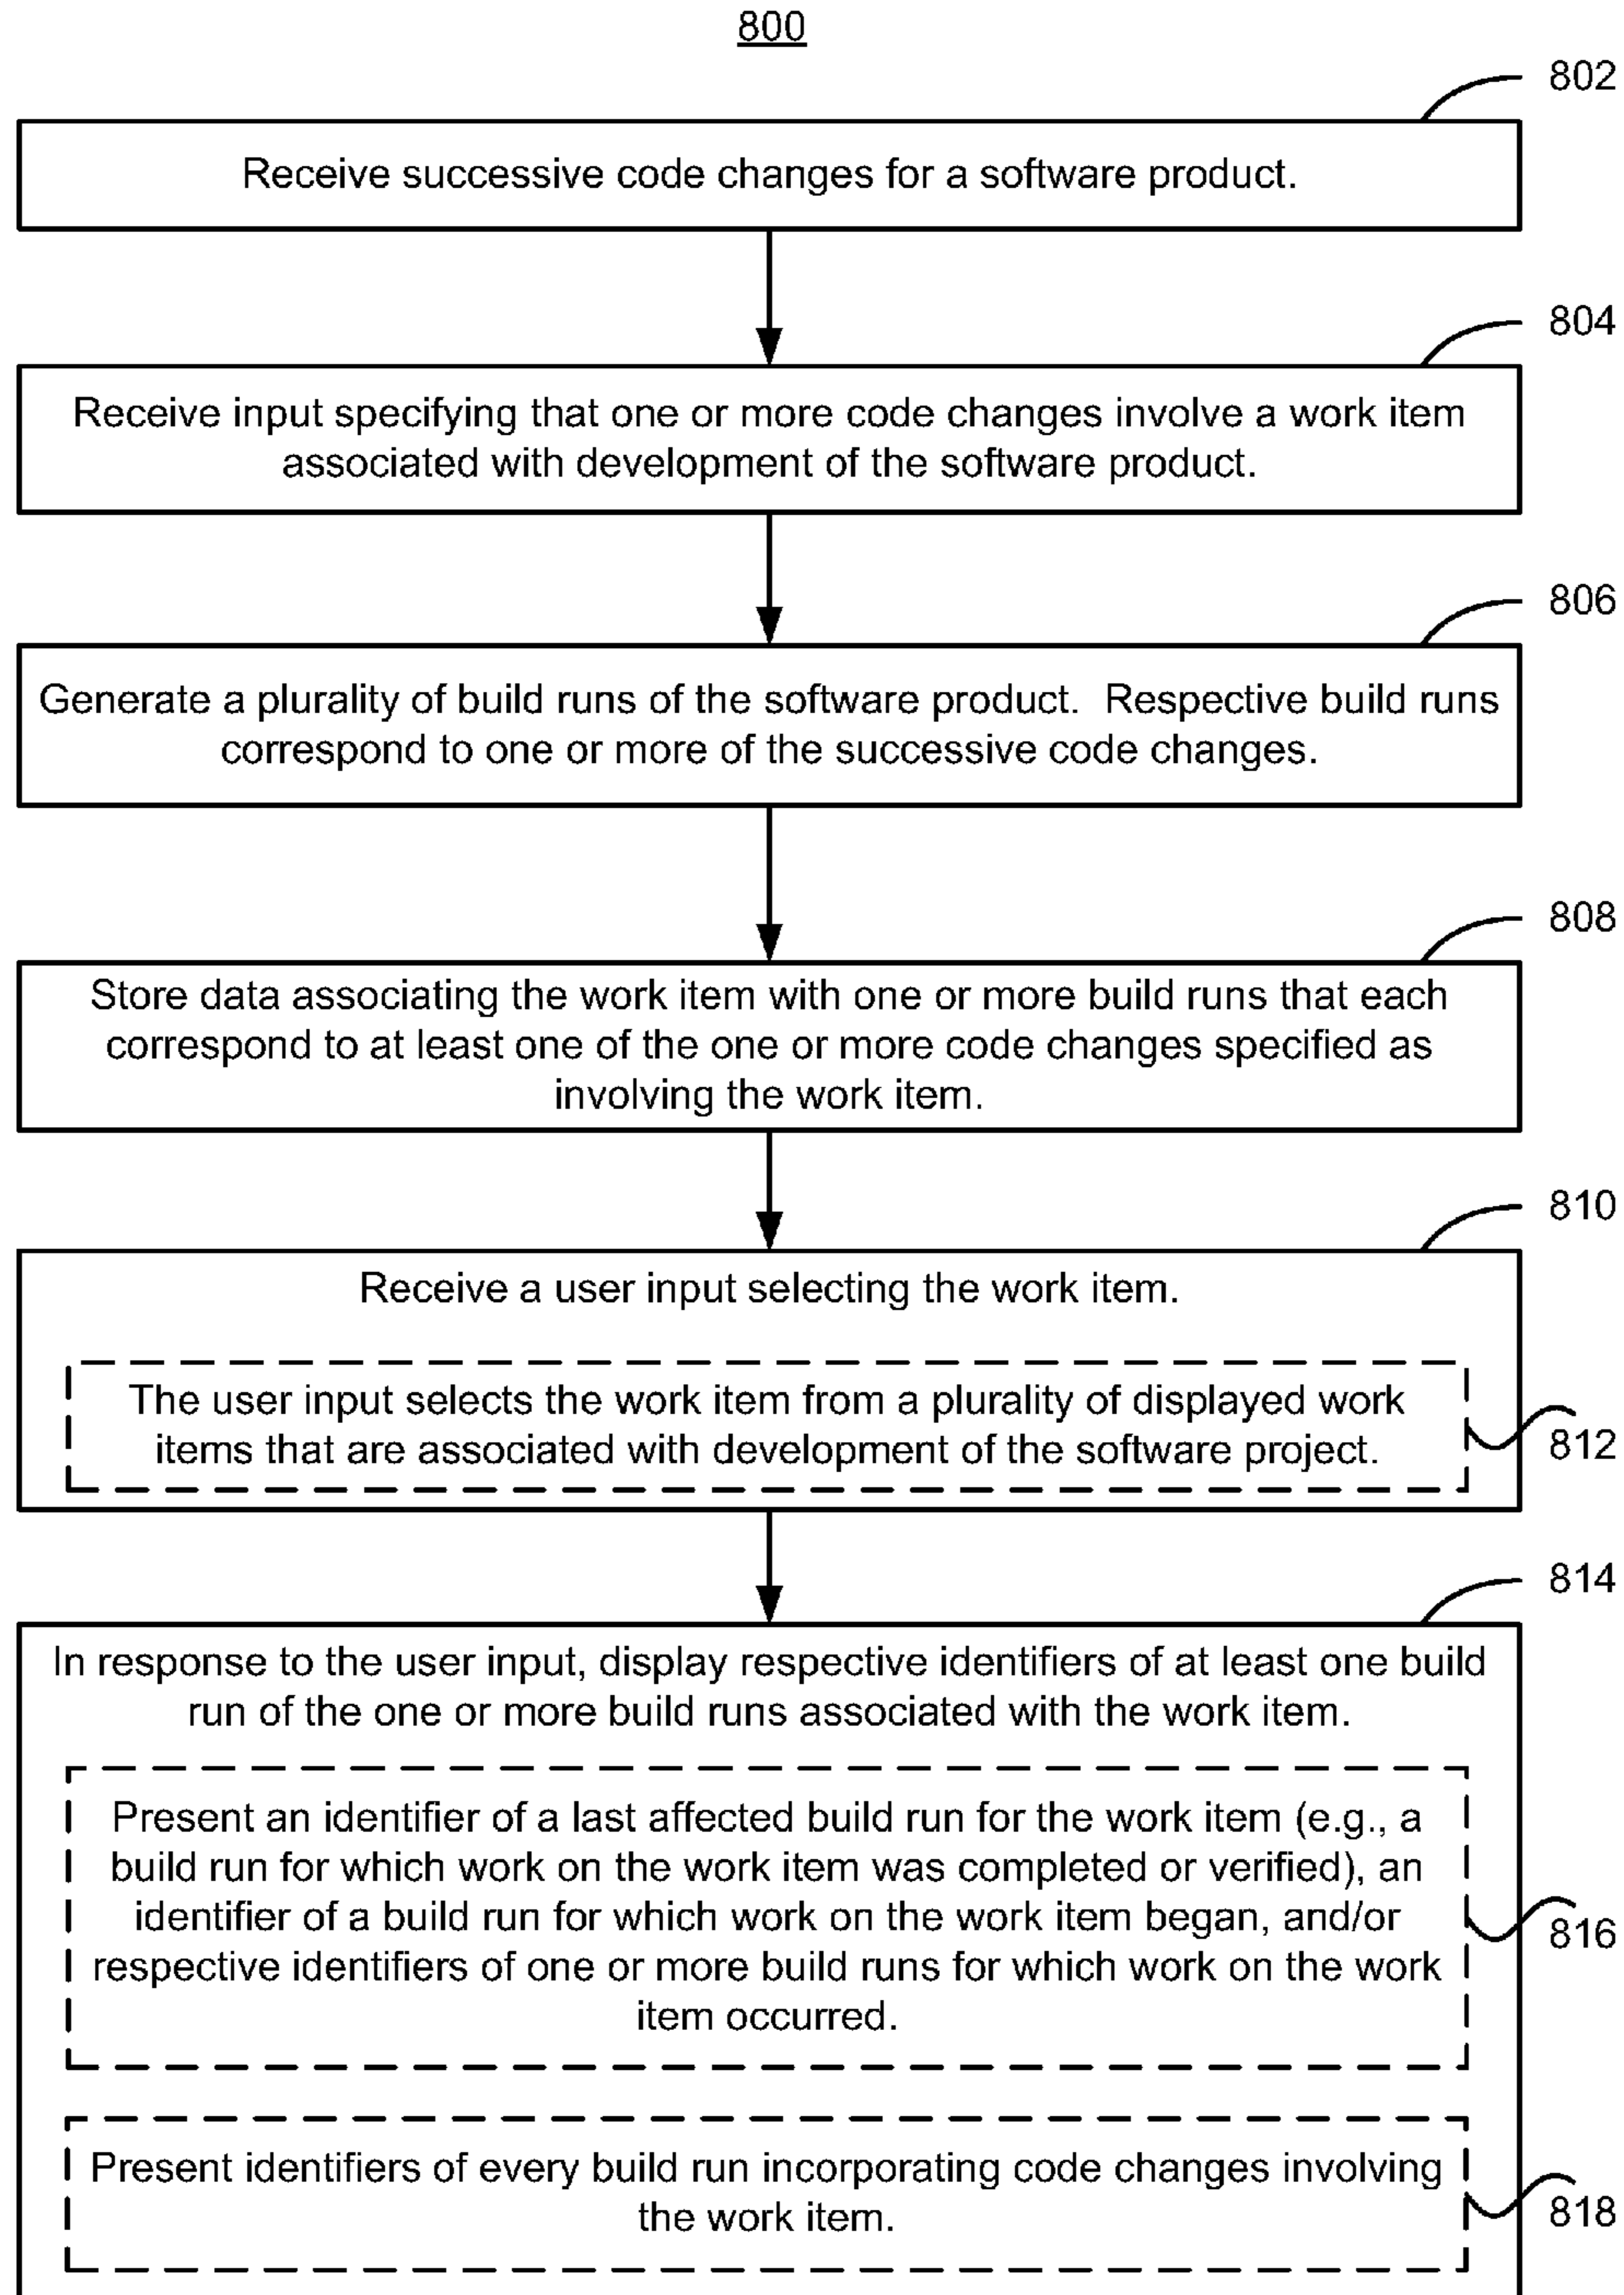 800
802
Receive successive code changes for a software product.
804
Receive input specifying that one or more code changes involve a work item
associated with development of the software product.
806
Generate a plurality of build runs of the software product.  Respective build runs
correspond to one or more of the successive code changes.
808
Store data associating the work item with one or more build runs that each
correspond to at least one of the one or more code changes specified as
involving the work item.
810
Receive a user input selecting the work item.
The user input selects the work item from a plurality of displayed work
items that are associated with development of the software project.
812
814
In response to the user input, display respective identifiers of at least one build
run of the one or more build runs associated with the work item.
Present an identifier of a last affected build run for the work item (e.g., a
build run for which work on the work item was completed or verified), an
identifier of a build run for which work on the work item began, and/or
respective identifiers of one or more build runs for which work on the work
item occurred.
816
Present identifiers of every build run incorporating code changes involving
the work item.
818